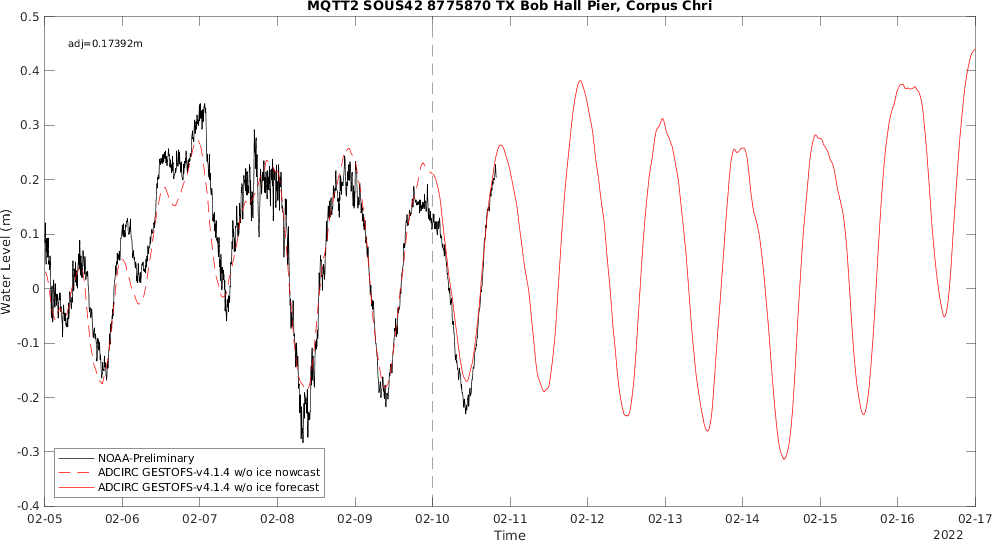 MQTT2 SOUS42 8775870 TX Bob Hall Pier, Corpus Chri
adj=0.17392m
0.5
0.4
0.3
0.2
0.1
0
-0.1
-0.2
-0.3
-0.4
Water Level (m)
NOAA-Preliminary
ADCIRC GESTOFS-v4.1.4 w/o ice nowcast
ADCIRC GESTOFS-v4.1.4 w/o ice forecast
02-05 02-06 02-07 02-08 02-09 02-10 02-11 02-12 02-13 02-14 02-15 02-16 02-17
Time
2022